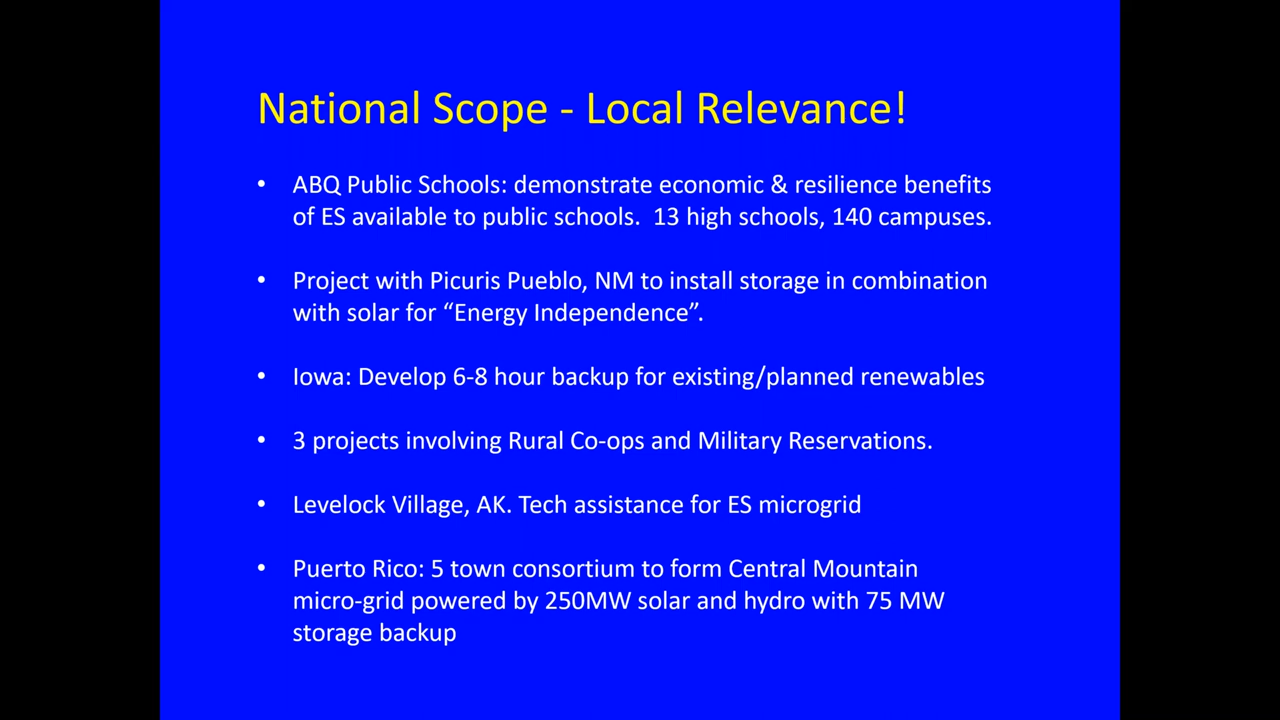 National Scope - Local Relevance!
• ABQ Public Schools: demonstrate economic & resilience benefits
of ES available to public schools.  13 high schools, 140 campuses.
• Project with Picuris Pueblo, NM to install storage in combination
with solar for “Energy Independence”.
• Iowa: Develop 6-8 hour backup for existing/planned renewables
• 3 projects involving Rural Co-ops and Military Reservations.
• Levelock Village, AK. Tech assistance for ES microgrid
• Puerto Rico: 5 town consortium to form Central Mountain
micro-grid powered by 250MW solar and hydro with 75 MW
storage backup